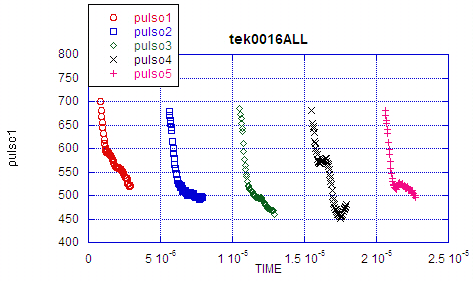 pulso1
pulso2
pulso3
pulso4
pulso5
tek0016ALL
800
750
700
650
600
550
500
450
400
pulso1
0
5 10⁻⁶
1 10⁻⁵
1.5 10⁻⁵
2 10⁻⁵
2.5 10⁻⁵
TIME